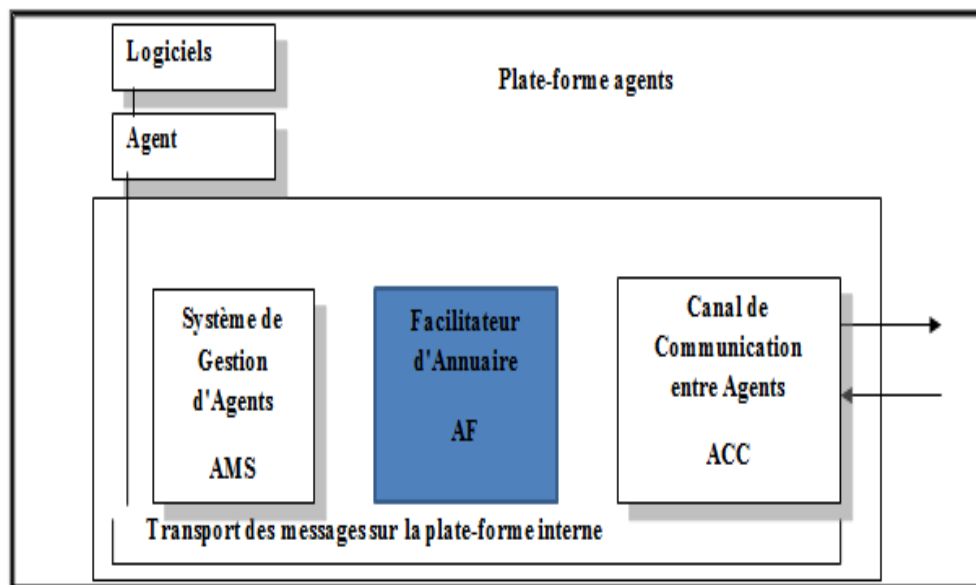 Logiciels
Plate-forme agents
Agent
Système de
Gestion
d'Agents
AMS
Facilitateur
d'Annuaire
AF
Canal de
Communication
entre Agents
ACC
Transport des messages sur la plate-forme interne